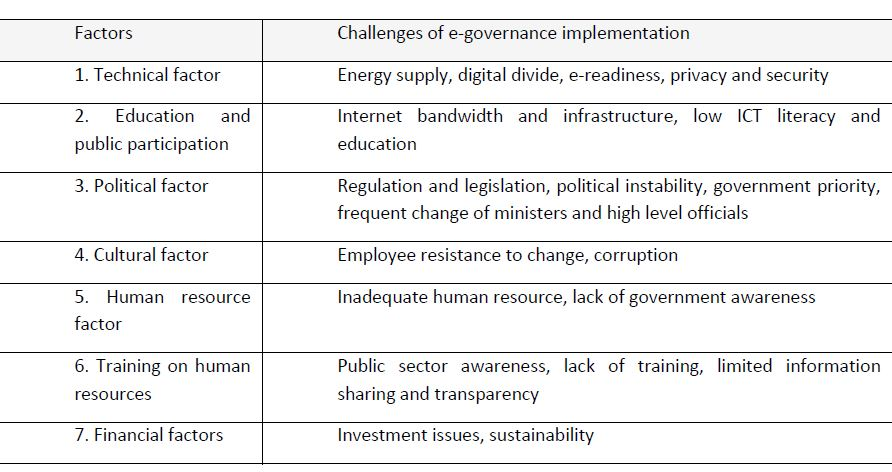 Factors Challenges of e-governance implementation
1. Technical factor Energy supply, digital divide, e-readiness, privacy and security
2. Education and Internet bandwidth and infrastructure, low ICT literacy and
public participation education
3. Political factor Regulation and legislation, political instability, government priority,
frequent change of ministers and high level officials
4. Cultural factor Employee resistance to change, corruption
5. Human resource Inadequate human resource, lack of government awareness
factor
6. Training on human Public sector awareness, lack of training, limited information
resources sharing and transparency
7. Financial factors Investment issues, sustainability